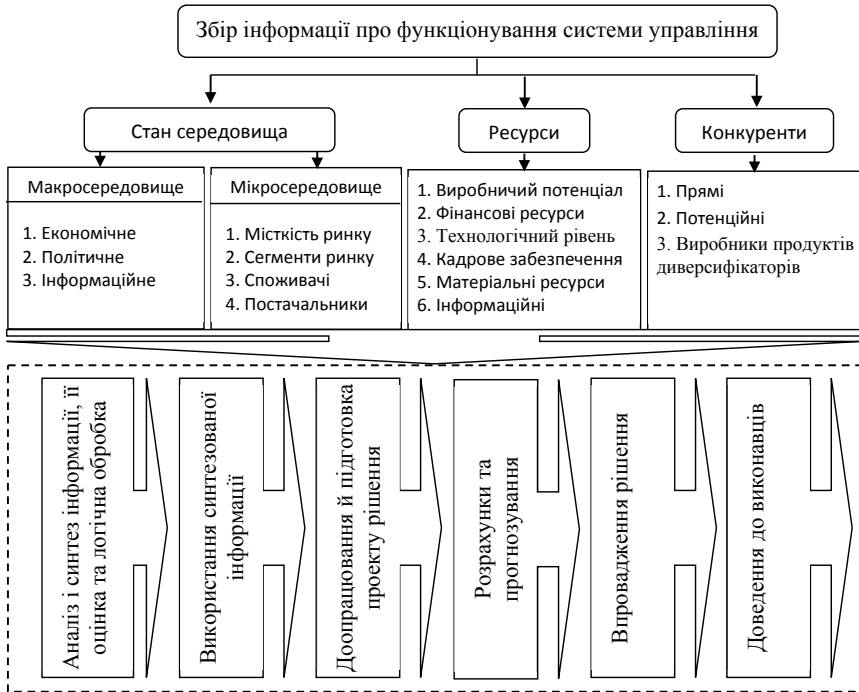 Збір інформації про функціонування системи управління
Стан середовища
Ресурси
Конкуренти
Макросередовище
1. Економічне
2. Політичне
3. Інформаційне
Мікросередовище
1. Місткість ринку
2. Сегменти ринку
3. Споживачі
4. Постачальники
1. Виробничий потенціал
2. Фінансові ресурси
3. Технологічний рівень
4. Кадрове забезпечення
5. Матеріальні ресурси
6. Інформаційні
1. Прямі
2. Потенційні
3. Виробники продуктів
диверсифікаторів
Аналіз і синтез інформації, її
оцінка та логічна обробка
Використання синтезованої
інформації
Доопрацювання й підготовка
проекту рішення
Розрахунки та
прогнозування
Впровадження рішення
Доведення до виконавців